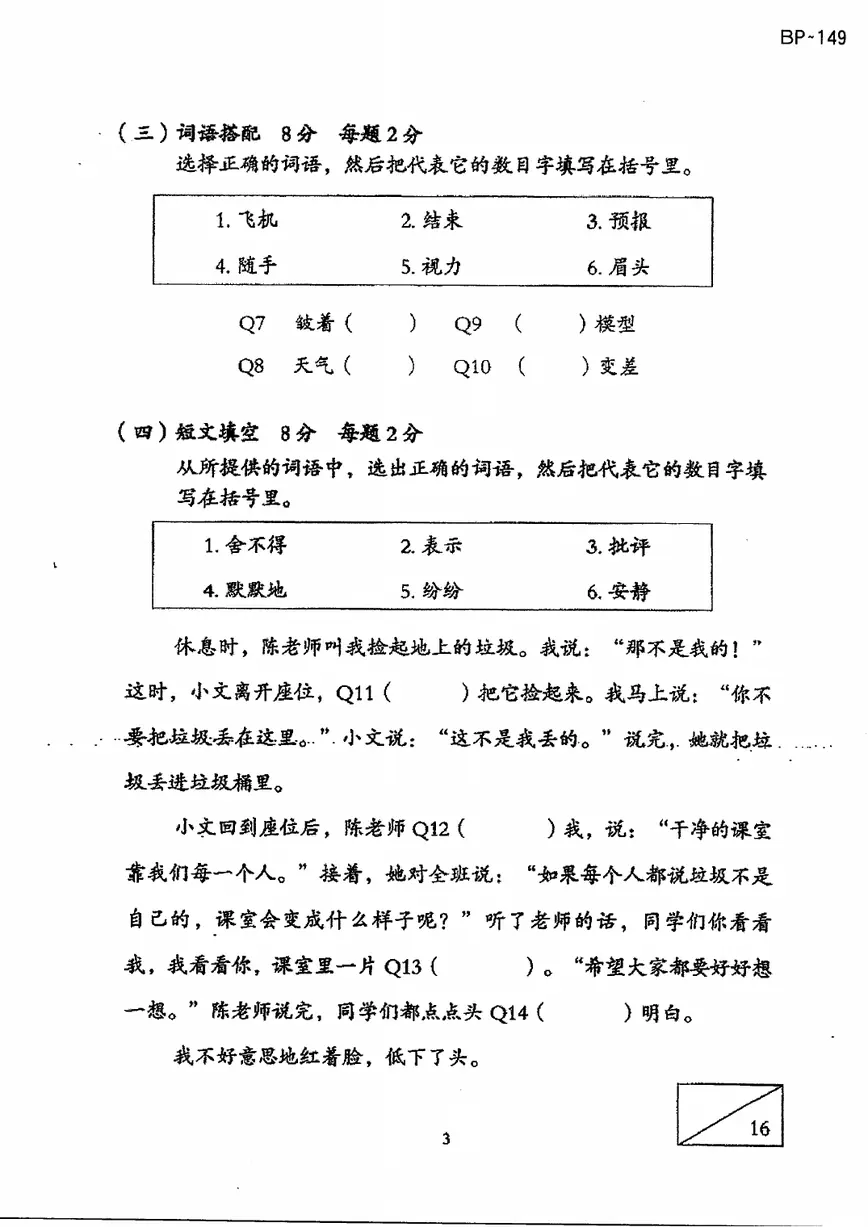 BP-149
（三）词语搭配 8分 每题2分
选择正确的词语，然后把代表它的数目字填写在括号里。
1. 飞机 2. 结束 3. 预报
4. 随手 5. 视力 6. 眉头
Q7 皱着（ ） Q9 （ ）模型
Q8 天气（ ） Q10 （ ）变差
（四）短文填空 8分 每题2分
从所提供的词语中，选出正确的词语，然后把代表它的数目字填
写在括号里。
1. 舍不得 2. 表示 3. 批评
4. 默默地 5. 纷纷 6. 安静
休息时，陈老师叫我捡起地上的垃圾。我说：“那不是我的！”
这时，小文离开座位，Q11（ ）把它捡起来。我马上说：“你不
要把垃圾丢在这里。”小文说：“这不是我丢的。”说完，她就把垃
圾丢进垃圾桶里。
小文回到座位后，陈老师 Q12（ ）我，说：“干净的课室
靠我们每一个人。”接着，她对全班说：“如果每个人都说垃圾不是
自己的，课室会变成什么样子呢？”听了老师的话，同学们你看看
我，我看看你，课室里一片 Q13（ ）。“希望大家都要好好想
一想。”陈老师说完，同学们都点点头 Q14（ ）明白。
我不好意思地红着脸，低下了头。
16
3